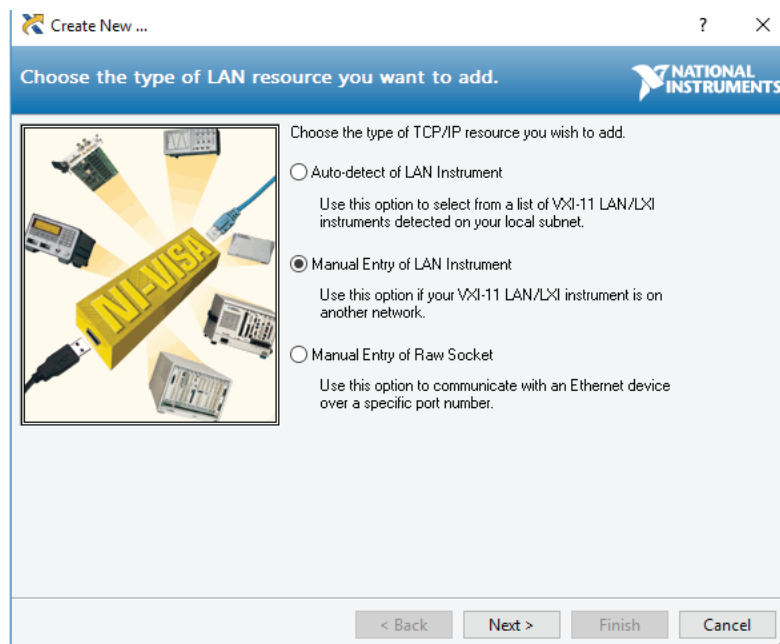 Create New ...
?
Choose the type of LAN resource you want to add.
NATIONAL
INSTRUMENTS
NI-VISA
Choose the type of TCP/IP resource you wish to add.
Auto-detect of LAN Instrument
Use this option to select from a list of VXI-11 LAN/LXI
instruments detected on your local subnet.
Manual Entry of LAN Instrument
Use this option if your VXI-11 LAN/LXI instrument is on
another network.
Manual Entry of Raw Socket
Use this option to communicate with an Ethernet device
over a specific port number.
< Back
Next >
Finish
Cancel